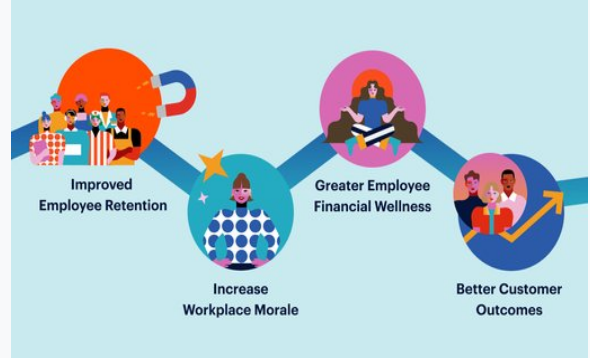 Improved
Employee Retention
Increase
Workplace Morale
Greater Employee
Financial Wellness
Better Customer
Outcomes